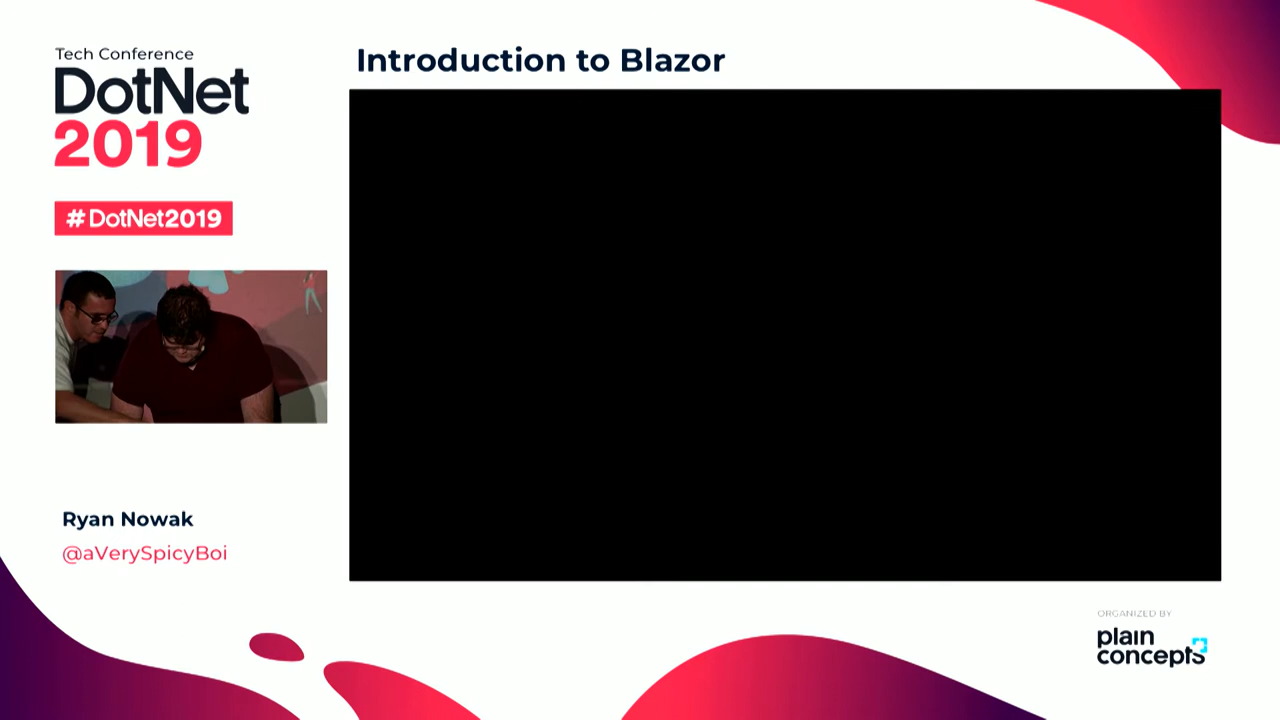 Tech Conference
DotNet
2019
#DotNet2019
Introduction to Blazor
Ryan Nowak
@aVerySpicyBoi
ORGANIZED BY
plain
concepts